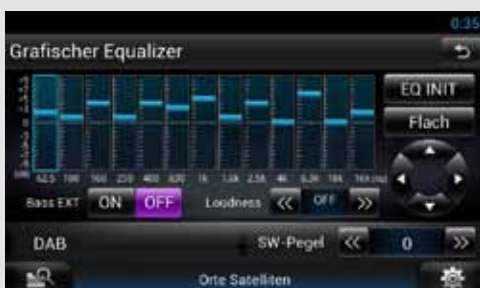 0:35
Grafischer Equalizer
EQ INIT
Flach
62.5 100 160 250 400 630 1k 1.6k 2.5k 4k 6.3k 10k 16k (Hz)
Bass EXT ON OFF Loudness OFF
DAB SW-Pegel 0
Orte Satelliten